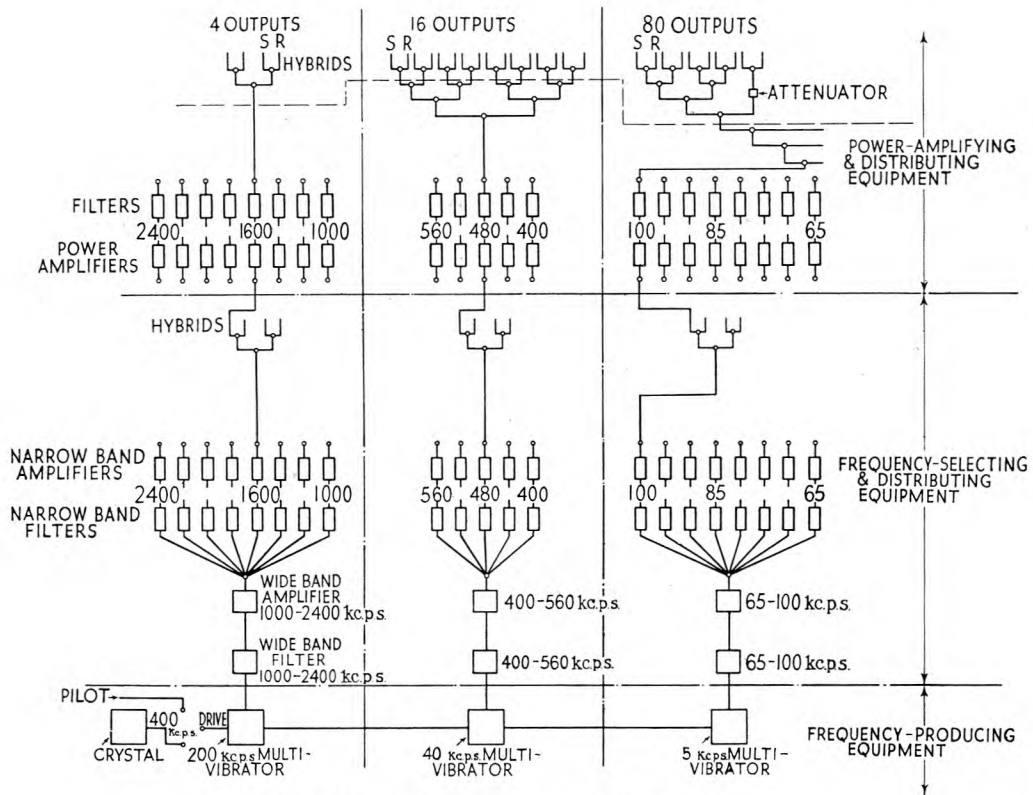 4 OUTPUTS
16 OUTPUTS
80 OUTPUTS
S R
HYBRIDS
S R
S R
ATTENUATOR
POWER-AMPLIFYING
& DISTRIBUTING
EQUIPMENT
FILTERS
2400 1600 1000
560 480 400
100 85 65
POWER
AMPLIFIERS
HYBRIDS
NARROW BAND
AMPLIFIERS
2400 1600 1000
560 480 400
100 85 65
NARROW BAND
FILTERS
FREQUENCY-SELECTING
& DISTRIBUTING
EQUIPMENT
WIDE BAND
AMPLIFIER
1000-2400 kc.p.s.
400-560 kc.p.s.
65-100 kc.p.s.
WIDE BAND
FILTER
1000-2400 kc.p.s.
400-560 kc.p.s.
65-100 kc.p.s.
PILOT
400
Kc.p.s.
DRIVE
CRYSTAL
200 Kc.p.s. MULTI-
VIBRATOR
40 Kc.p.s. MULTI-
VIBRATOR
5 Kc.p.s. MULTI-
VIBRATOR
FREQUENCY-PRODUCING
EQUIPMENT